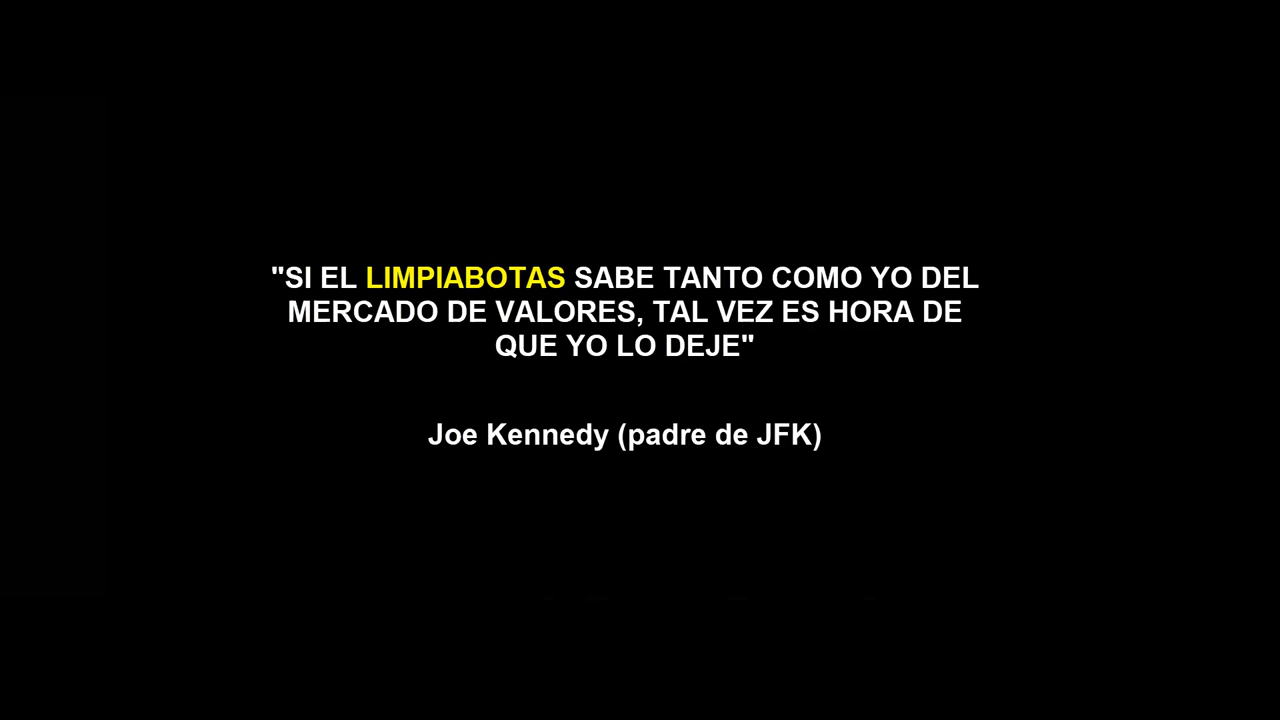 "SI EL LIMPIABOTAS SABE TANTO COMO YO DEL
MERCADO DE VALORES, TAL VEZ ES HORA DE
QUE YO LO DEJE"
Joe Kennedy (padre de JFK)